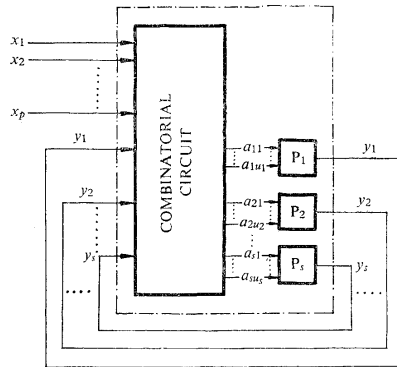 x1
x2
xp
y1
y2
ys
COMBINATORIAL
CIRCUIT
a11
a1u1
a21
a2u2
as1
asus
P1
P2
Ps
y1
y2
ys